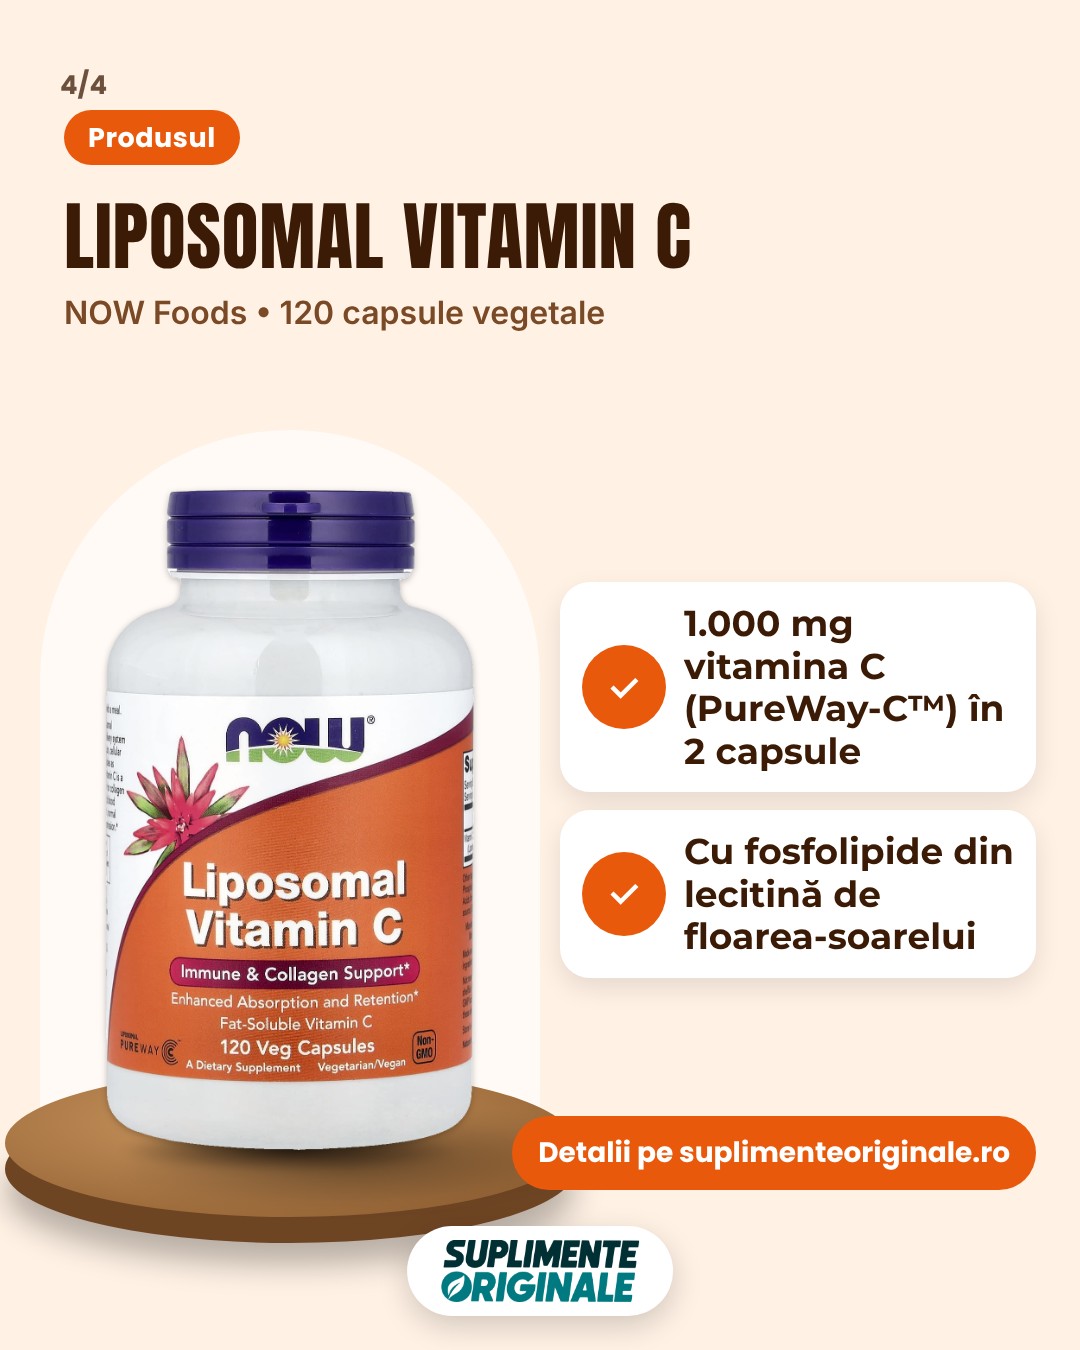 4/4
Produsul
LIPOSOMAL VITAMIN C
NOW Foods • 120 capsule vegetale
now®
Liposomal
Vitamin C
Immune & Collagen Support*
Enhanced Absorption and Retention*
Fat-Soluble Vitamin C
120 Veg Capsules
A Dietary Supplement Vegetarian/Vegan
LIPOSOMAL
PUREWAY C
Non-
GMO
1.000 mg
vitamina C
(PureWay-C™) în
2 capsule
Cu fosfolipide din
lecitină de
floarea-soarelui
Detalii pe suplimenteoriginale.ro
SUPLIMENTE
ORIGINALE